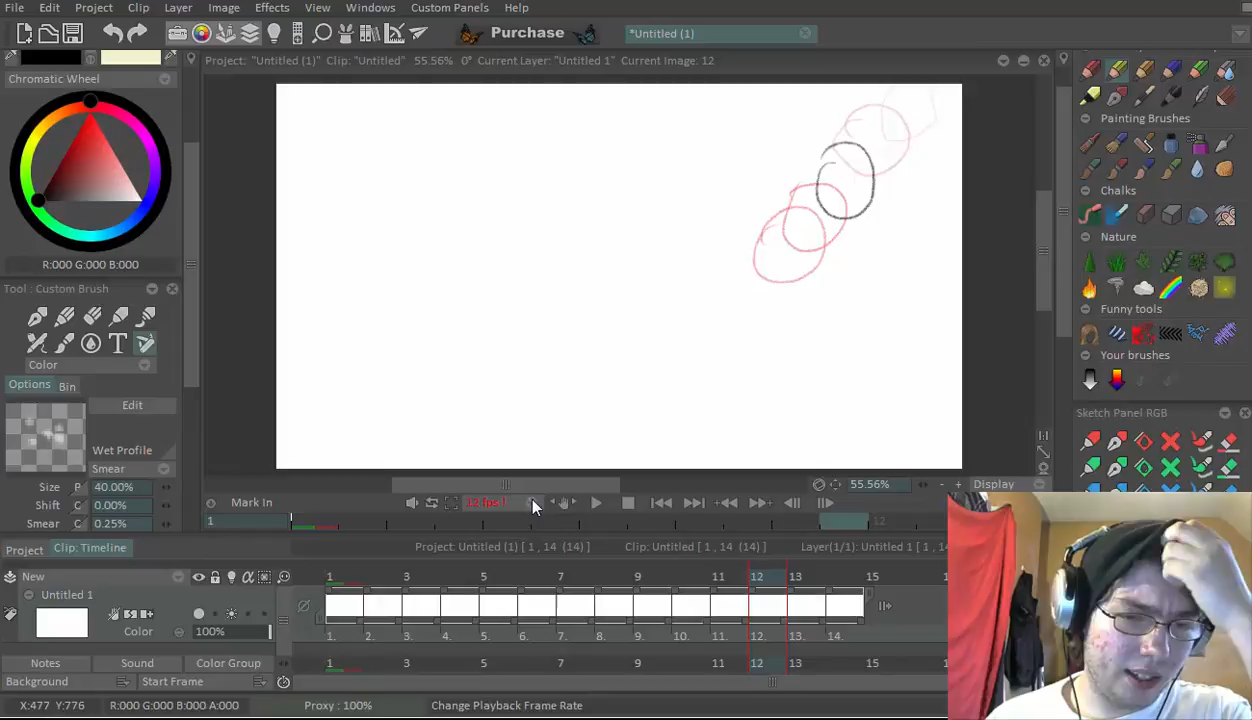 File Edit Project Clip Layer Image Effects View Windows Custom Panels Help
Purchase *Untitled (1)
Project: "Untitled (1)" Clip: "Untitled" 55.56% 0° Current Layer: "Untitled 1" Current Image: 12
Chromatic Wheel
R:000 G:000 B:000
Tool : Custom Brush
T
Color
Options Bin
Edit
Wet Profile
Smear
Size P 40.00%
Shift C 0.00%
Smear C 0.25%
Painting Brushes
Chalks
Nature
Funny tools
Your brushes
Sketch Panel RGB
1:1
55.56% - + Display
Mark In 12 fps!
1 12
Project Clip: Timeline Project: Untitled (1) [ 1 , 14 (14) ] Clip: Untitled [ 1 , 14 (14) ] Layer(1/1): Untitled 1 [ 1, 14
New 1 3 5 7 9 11 12 13 15
Untitled 1
Color 100% 1. 2. 3. 4. 5. 6. 7. 8. 9. 10. 11. 12. 13. 14.
Notes Sound Color Group 1 3 5 7 9 11 12 13 15
Background Start Frame
X:477 Y:776 R:000 G:000 B:000 A:000 Proxy : 100% Change Playback Frame Rate